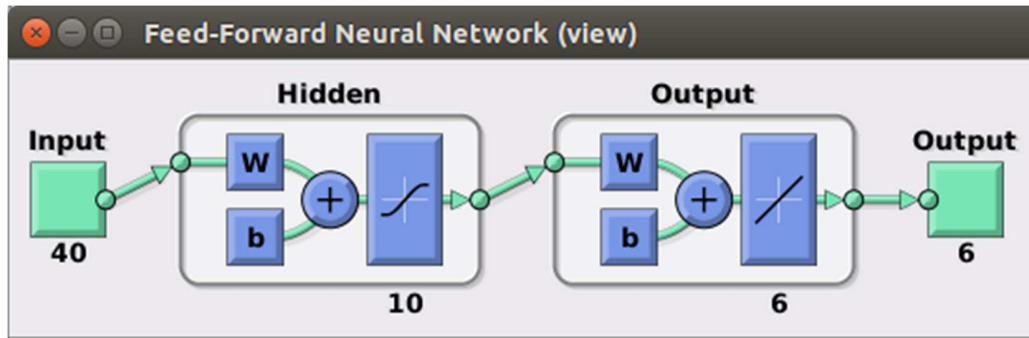 Feed-Forward Neural Network (view)
Hidden
Output
Input
Output
W
W
b
b
40
6
10
6